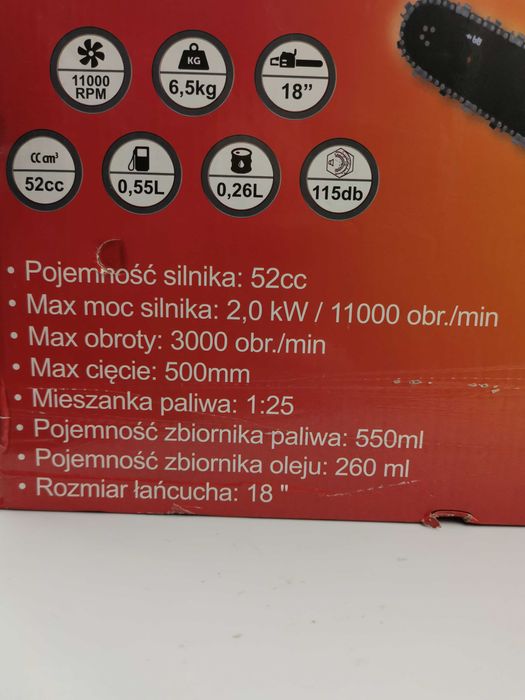 11000
RPM
KG
6,5kg
18”
CC cm³
52cc
0,55L
0,26L
115db
• Pojemność silnika: 52cc
• Max moc silnika: 2,0 kW / 11000 obr./min
• Max obroty: 3000 obr./min
• Max cięcie: 500mm
• Mieszanka paliwa: 1:25
• Pojemność zbiornika paliwa: 550ml
• Pojemność zbiornika oleju: 260 ml
• Rozmiar łańcucha: 18 "